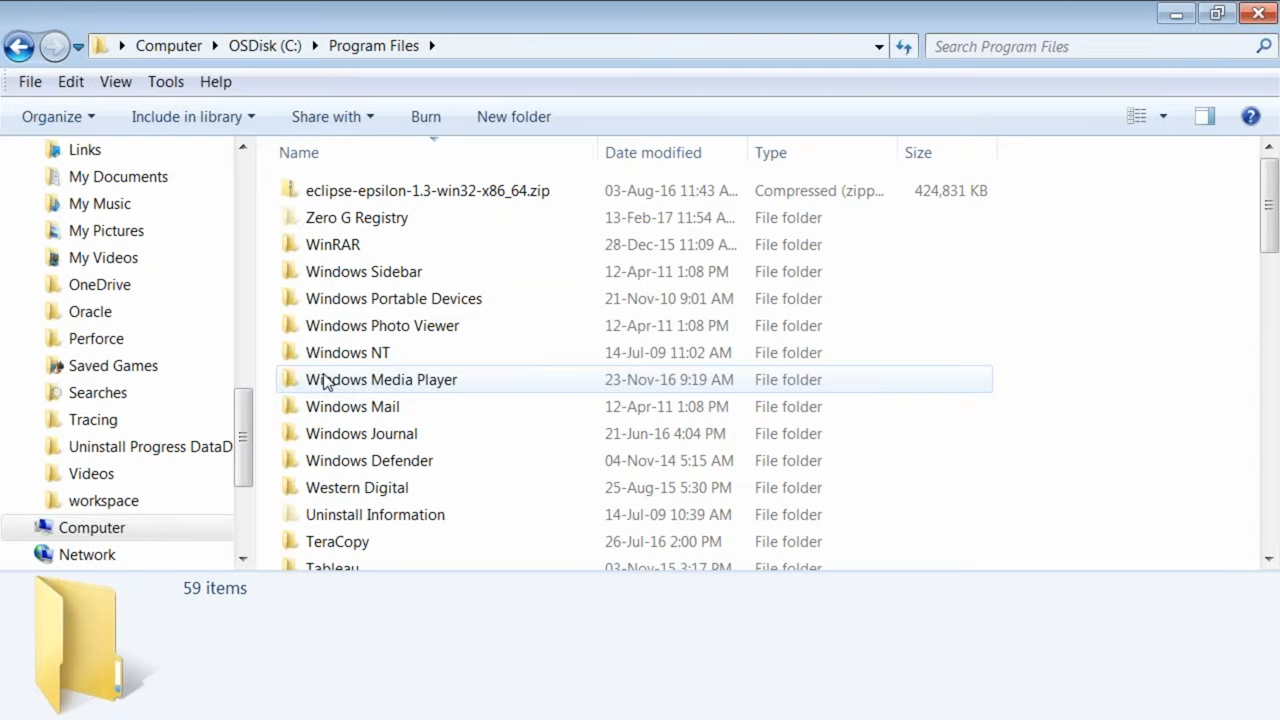 Computer OSDisk (C:) Program Files
Search Program Files
File Edit View Tools Help
Organize Include in library Share with Burn New folder
Links
My Documents
My Music
My Pictures
My Videos
OneDrive
Oracle
Perforce
Saved Games
Searches
Tracing
Uninstall Progress DataD
Videos
workspace
Computer
Network
Name Date modified Type Size
eclipse-epsilon-1.3-win32-x86_64.zip 03-Aug-16 11:43 A... Compressed (zipp... 424,831 KB
Zero G Registry 13-Feb-17 11:54 A... File folder
WinRAR 28-Dec-15 11:09 A... File folder
Windows Sidebar 12-Apr-11 1:08 PM File folder
Windows Portable Devices 21-Nov-10 9:01 AM File folder
Windows Photo Viewer 12-Apr-11 1:08 PM File folder
Windows NT 14-Jul-09 11:02 AM File folder
Windows Media Player 23-Nov-16 9:19 AM File folder
Windows Mail 12-Apr-11 1:08 PM File folder
Windows Journal 21-Jun-16 4:04 PM File folder
Windows Defender 04-Nov-14 5:15 AM File folder
Western Digital 25-Aug-15 5:30 PM File folder
Uninstall Information 14-Jul-09 10:39 AM File folder
TeraCopy 26-Jul-16 2:00 PM File folder
Tableau 03-Nov-15 3:17 PM File folder
59 items